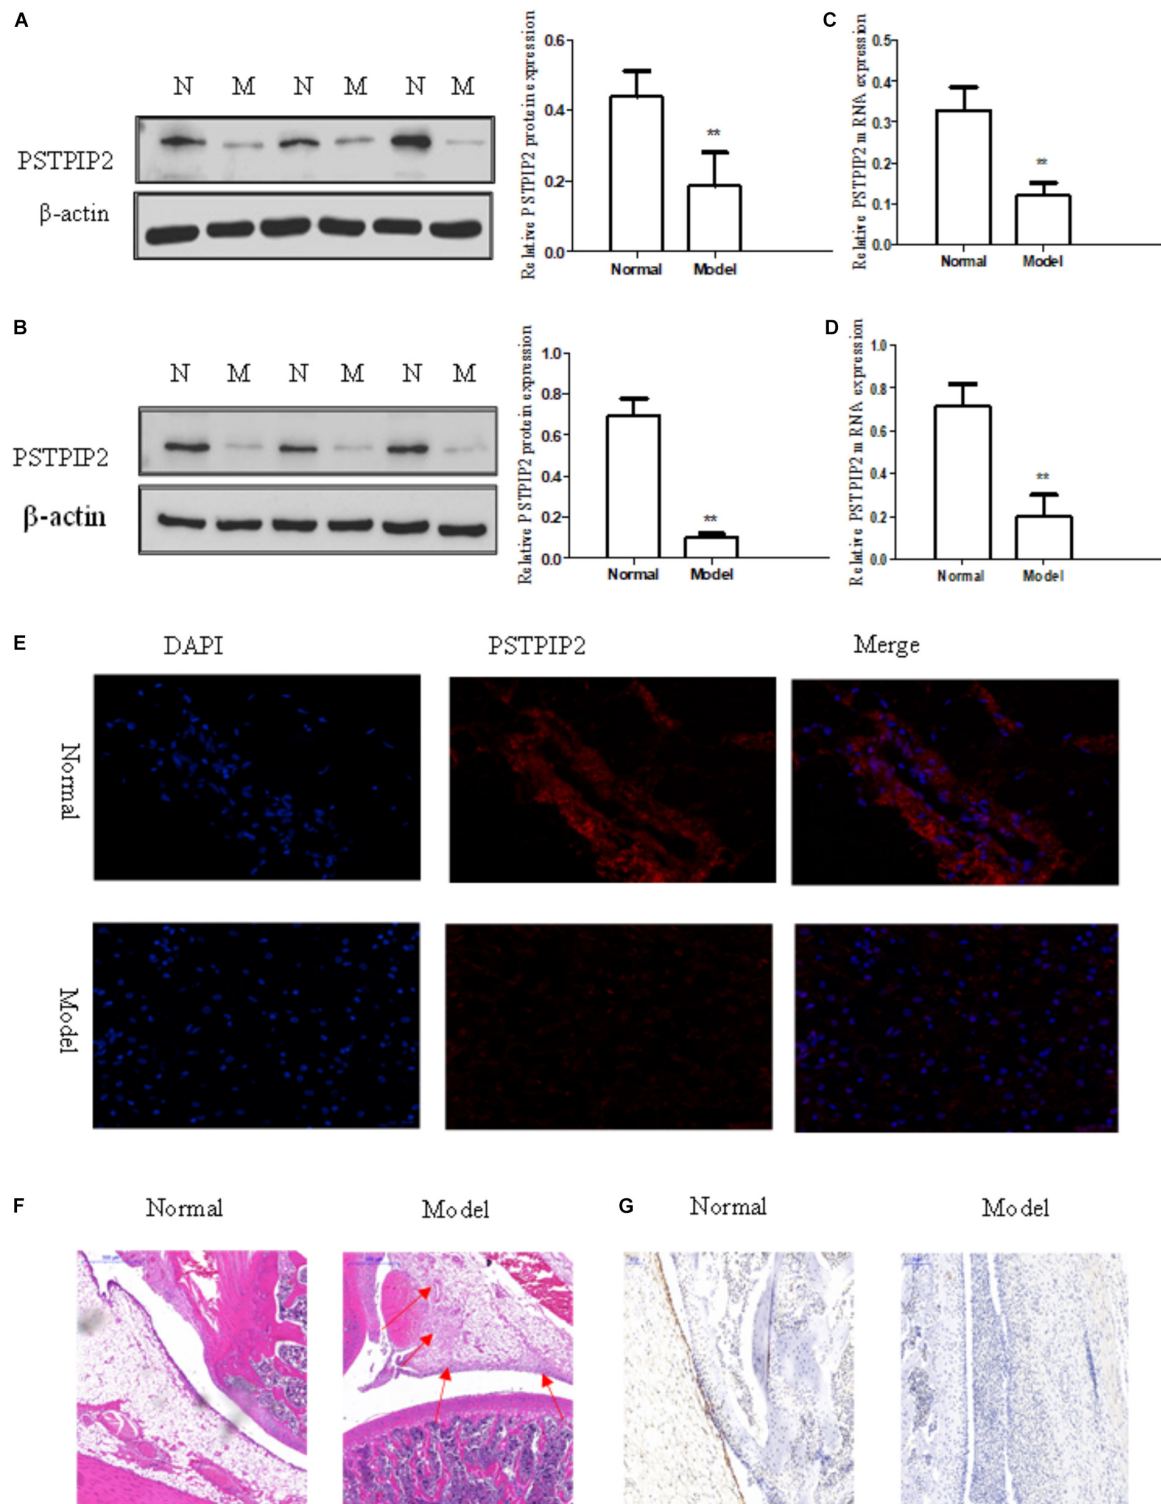 A
N M N M N M
PSTPIP2
β-actin
Relative PSTPIP2 protein expression
0.6
0.4
0.2
0.0
Normal Model
**
C
Relative PSTPIP2 m RNA expression
0.5
0.4
0.3
0.2
0.1
0.0
Normal Model
**
B
N M N M N M
PSTPIP2
β-actin
Relative PSTPIP2 protein expression
1.0
0.8
0.6
0.4
0.2
0.0
Normal Model
**
D
Relative PSTPIP2 m RNA expression
1.0
0.8
0.6
0.4
0.2
0.0
Normal Model
**
E
DAPI PSTPIP2 Merge
Normal
Model
F
Normal Model
G
Normal Model